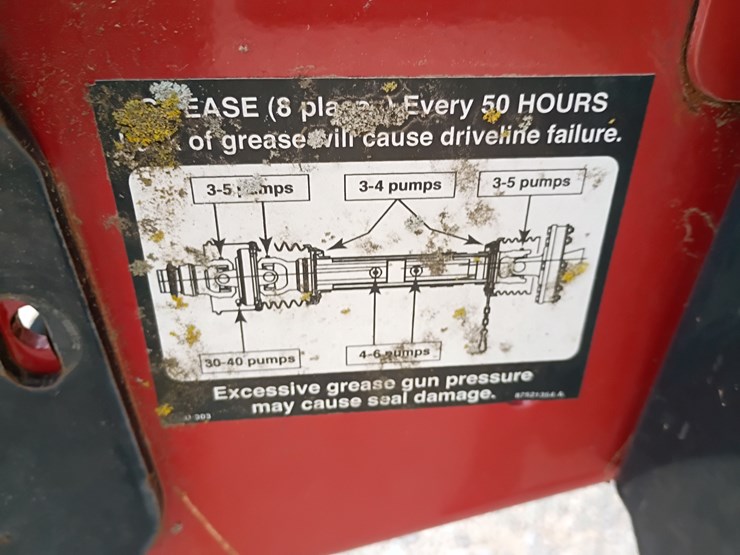 EASE (8 Every 50 HOURS
of grease will cause driveline failure.
3-5 pumps
3-4 pumps
3-5 pumps
30-40 pumps
4-6 pumps
Excessive grease gun pressure
may cause seal damage.